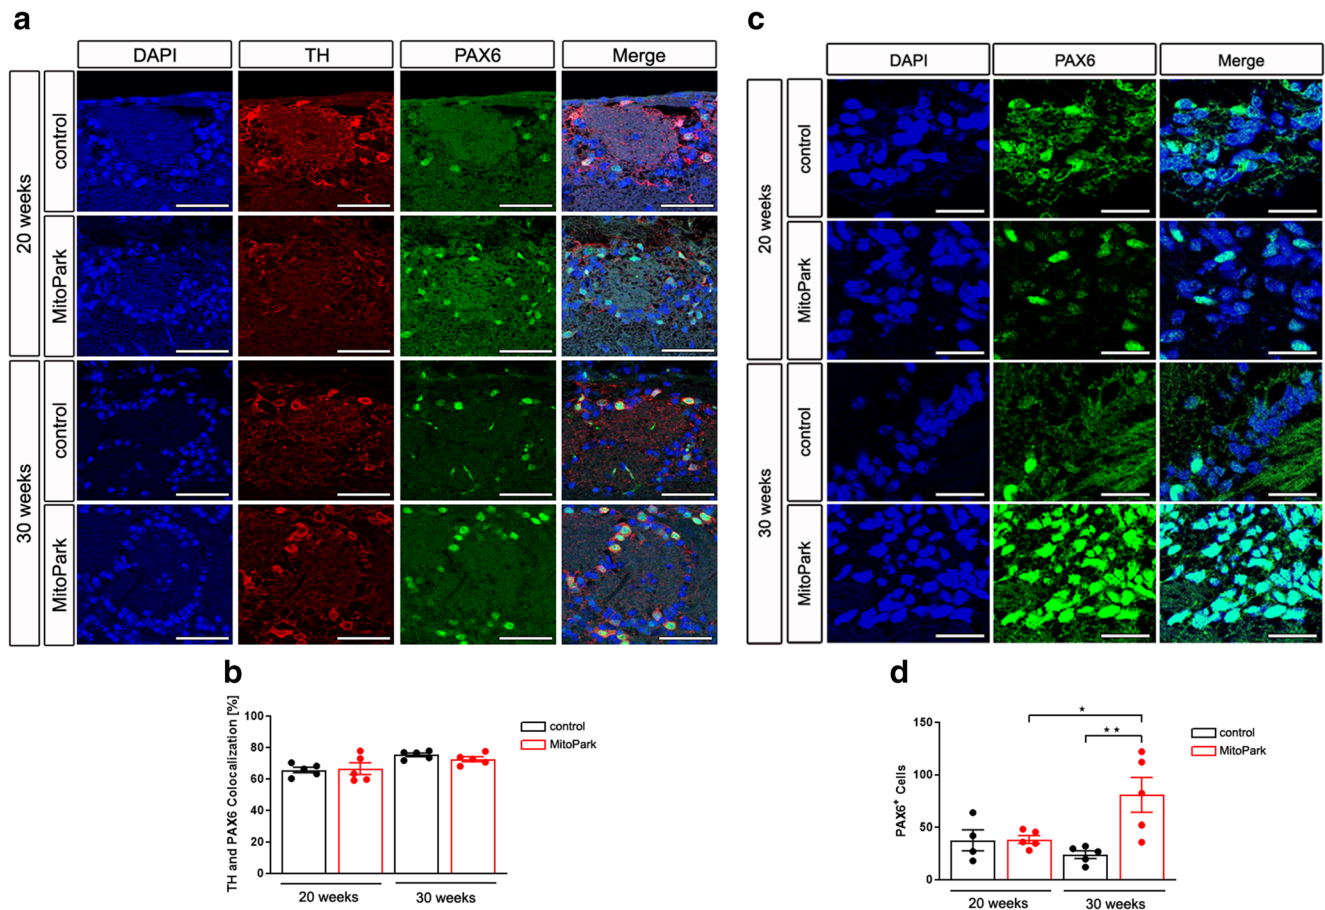 a
DAPI TH PAX6 Merge
20 weeks
control
MitoPark
30 weeks
control
MitoPark
c
DAPI PAX6 Merge
20 weeks
control
MitoPark
30 weeks
control
MitoPark
b
TH and PAX6 Colocalization [%]
100
80
60
40
20
0
20 weeks 30 weeks
control
MitoPark
d
PAX6⁺ Cells
150
100
50
0
★
★ ★
20 weeks 30 weeks
control
MitoPark